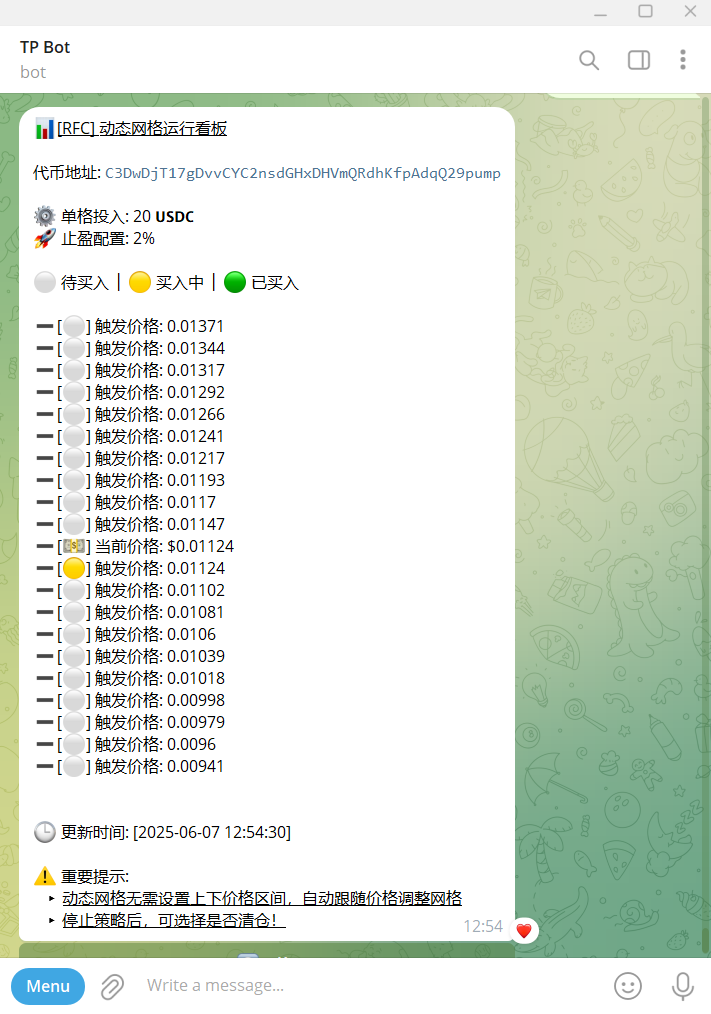 TP Bot
bot
[RFC] 动态网格运行看板
代币地址: C3DwDjT17gDvvCYC2nsdGHxDHVmQRdhKfpAdqQ29pump
单格投入: 20 USDC
止盈配置: 2%
待买入 | 买入中 | 已买入
[ ] 触发价格: 0.01371
[ ] 触发价格: 0.01344
[ ] 触发价格: 0.01317
[ ] 触发价格: 0.01292
[ ] 触发价格: 0.01266
[ ] 触发价格: 0.01241
[ ] 触发价格: 0.01217
[ ] 触发价格: 0.01193
[ ] 触发价格: 0.0117
[ ] 触发价格: 0.01147
[ ] 当前价格: $0.01124
[ ] 触发价格: 0.01124
[ ] 触发价格: 0.01102
[ ] 触发价格: 0.01081
[ ] 触发价格: 0.0106
[ ] 触发价格: 0.01039
[ ] 触发价格: 0.01018
[ ] 触发价格: 0.00998
[ ] 触发价格: 0.00979
[ ] 触发价格: 0.0096
[ ] 触发价格: 0.00941
更新时间: [2025-06-07 12:54:30]
重要提示:
‣ 动态网格无需设置上下价格区间，自动跟随价格调整网格
‣ 停止策略后，可选择是否清仓！
12:54
Menu
Write a message...